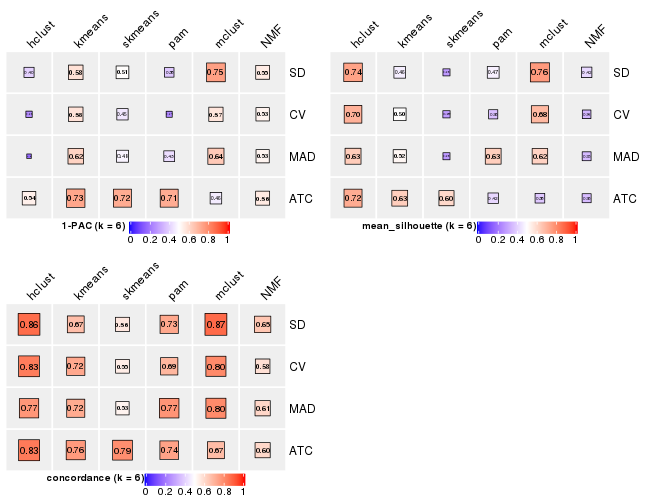 hclust kmeans skmeans pam mclust NMF
0.58 0.51 0.75 0.55 SD
0.56 0.57 0.53 CV
0.62 0.64 0.53 MAD
0.54 0.73 0.72 0.71 0.56 ATC
1-PAC (k = 6)
0 0.2 0.4 0.6 0.8 1
hclust kmeans skmeans pam mclust NMF
0.74 0.47 0.76 SD
0.70 0.50 0.68 CV
0.63 0.52 0.63 0.62 MAD
0.72 0.63 0.60 ATC
mean_silhouette (k = 6)
0 0.2 0.4 0.6 0.8 1
hclust kmeans skmeans pam mclust NMF
0.86 0.67 0.56 0.73 0.87 0.65 SD
0.83 0.72 0.55 0.69 0.80 0.58 CV
0.77 0.72 0.53 0.77 0.80 0.61 MAD
0.83 0.76 0.79 0.74 0.67 0.60 ATC
concordance (k = 6)
0 0.2 0.4 0.6 0.8 1